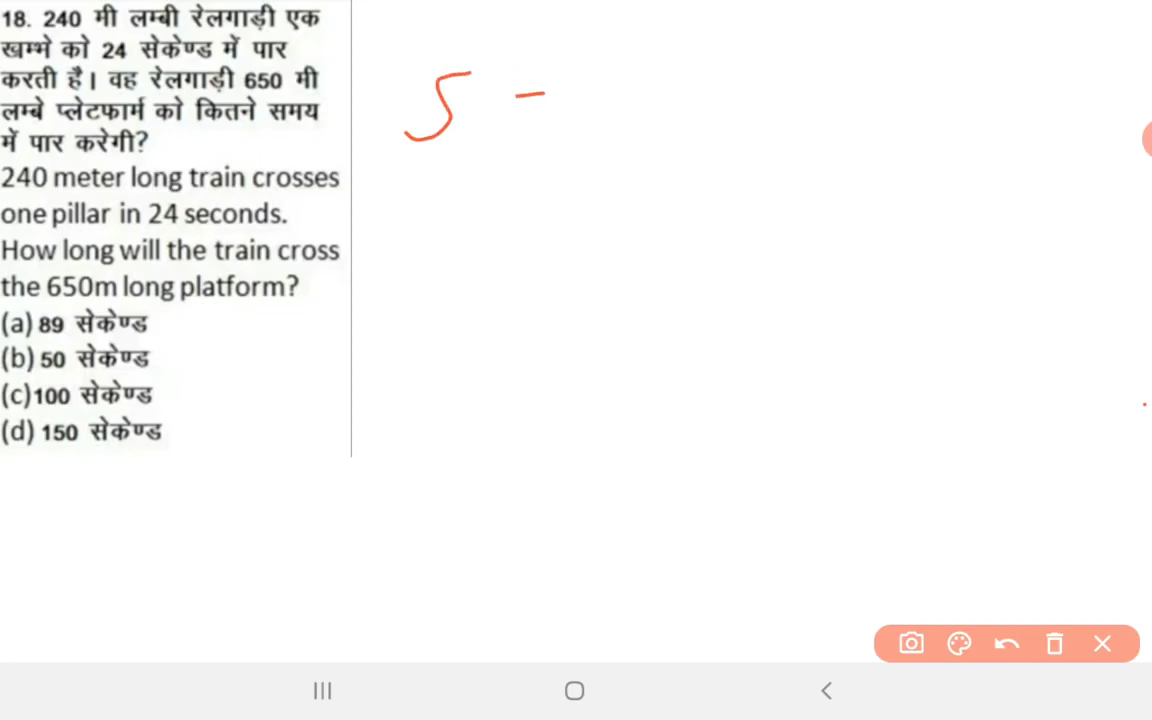 18. 240 मी लम्बी रेलगाड़ी एक
खम्भे को 24 सेकेण्ड में पार
करती है। वह रेलगाड़ी 650 मी
लम्बे प्लेटफार्म को कितने समय
में पार करेगी?
240 meter long train crosses
one pillar in 24 seconds.
How long will the train cross
the 650m long platform?
(a) 89 सेकेण्ड
(b) 50 सेकेण्ड
(c)100 सेकेण्ड
(d) 150 सेकेण्ड
S -